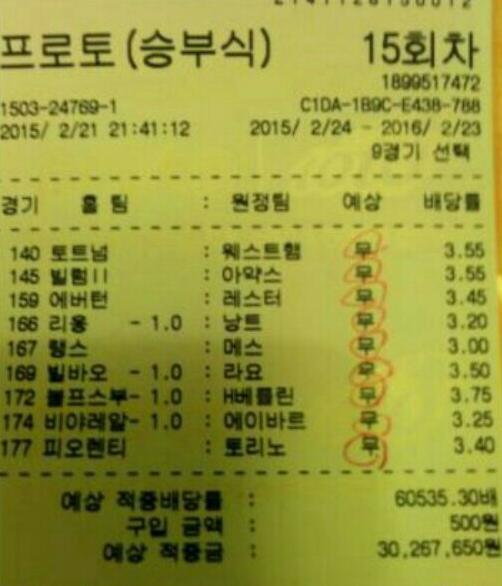 프로토(승부식) 15회차
1899517472
1503-24769-1 C1DA-1B9C-E438-788
2015/ 2/21 21:41:12 2015/ 2/24 - 2016/ 2/23
9경기 선택
경기 홈 팀 : 원정팀 예상 배당률
140 토트넘 : 웨스트햄 무 3.55
145 빌럼II : 아약스 무 3.55
159 에버턴 : 레스터 무 3.45
166 리옹 - 1.0 : 낭트 무 3.20
167 랭스 : 메스 무 3.00
169 빌바오 - 1.0 : 라요 무 3.50
172 볼프스부- 1.0 : H베를린 무 3.75
174 비야레알- 1.0 : 에이바르 무 3.25
177 피오렌티 : 토리노 무 3.40
예상 적중배당률 : 60535.30배
구입 금액 : 500원
예상 적중금 : 30,267,650원